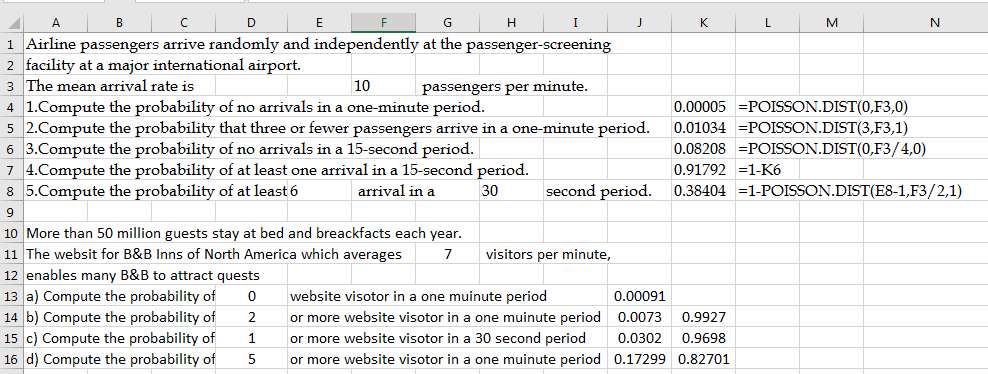 A B C D E F G H I J K L M N
1 Airline passengers arrive randomly and independently at the passenger-screening
2 facility at a major international airport.
3 The mean arrival rate is 10 passengers per minute.
4 1.Compute the probability of no arrivals in a one-minute period. 0.00005 =POISSON.DIST(0,F3,0)
5 2.Compute the probability that three or fewer passengers arrive in a one-minute period. 0.01034 =POISSON.DIST(3,F3,1)
6 3.Compute the probability of no arrivals in a 15-second period. 0.08208 =POISSON.DIST(0,F3/4,0)
7 4.Compute the probability of at least one arrival in a 15-second period. 0.91792 =1-K6
8 5.Compute the probability of at least 6 arrival in a 30 second period. 0.38404 =1-POISSON.DIST(E8-1,F3/2,1)
9
10 More than 50 million guests stay at bed and breackfacts each year.
11 The websit for B&B Inns of North America which averages 7 visitors per minute,
12 enables many B&B to attract quests
13 a) Compute the probability of 0 website visotor in a one muinute period 0.00091
14 b) Compute the probability of 2 or more website visotor in a one muinute period 0.0073 0.9927
15 c) Compute the probability of 1 or more website visotor in a 30 second period 0.0302 0.9698
16 d) Compute the probability of 5 or more website visotor in a one muinute period 0.17299 0.82701